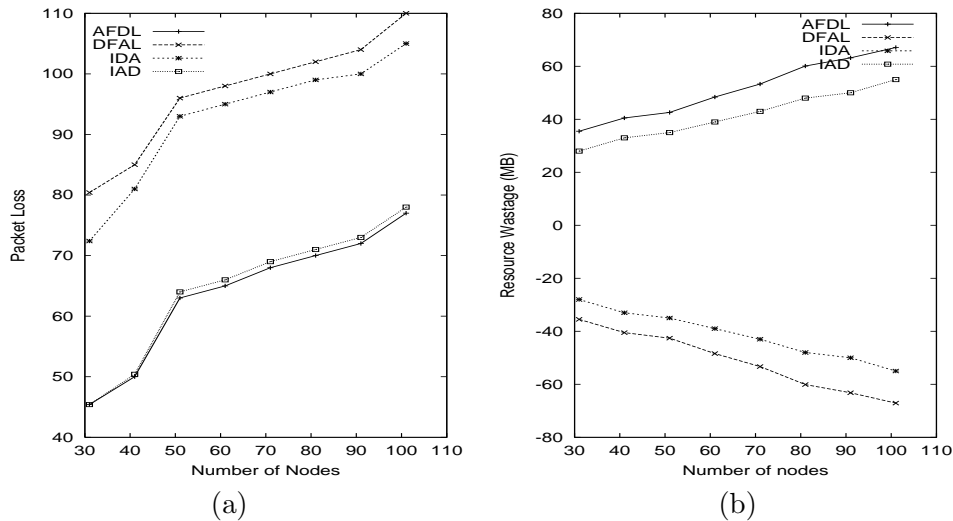 110
100
90
80
70
60
50
40
30 40 50 60 70 80 90 100 110
Packet Loss
Number of Nodes
AFDL
DFAL
IDA
IAD
(a)
80
60
40
20
0
-20
-40
-60
-80
30 40 50 60 70 80 90 100 110
Resource Wastage (MB)
Number of nodes
AFDL
DFAL
IDA
IAD
(b)